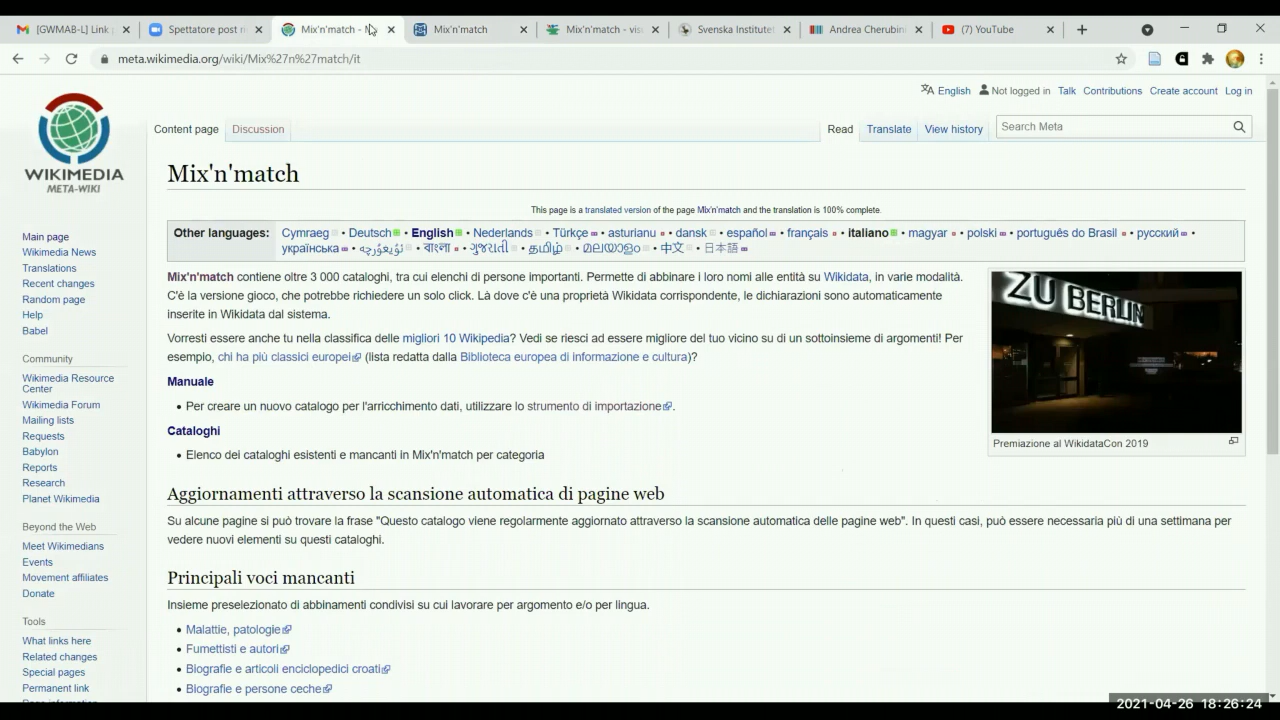 [GWMAB-L] Link
Spettatore post
Mix'n'match -
Mix'n'match
Mix'n'match -
Svenska Institutet
Andrea Cherubini
(7) YouTube
meta.wikimedia.org/wiki/Mix%27n%27match/it
English Not logged in Talk Contributions Create account Log in
Content page Discussion Read Translate View history Search Meta
WIKIMEDIA
META-WIKI
Mix'n'match
This page is a translated version of the page Mix'n'match and the translation is 100% complete.
Other languages: Cymraeg • Deutsch • English • Nederlands • Türkçe • asturianu • dansk • español • français • italiano • magyar • polski • português do Brasil • русский •
українська • • বাংলা • ગુજરાતી • தமிழ் • മലയാളം • 中文 • 日本語
Mix'n'match contiene oltre 3 000 cataloghi, tra cui elenchi di persone importanti. Permette di abbinare i loro nomi alle entità su Wikidata, in varie modalità.
C'è la versione gioco, che potrebbe richiedere un solo click. Là dove c'è una proprietà Wikidata corrispondente, le dichiarazioni sono automaticamente
inserite in Wikidata dal sistema.
Vorresti essere anche tu nella classifica delle migliori 10 Wikipedia? Vedi se riesci ad essere migliore del tuo vicino su di un sottoinsieme di argomenti! Per
esempio, chi ha più classici europei (lista redatta dalla Biblioteca europea di informazione e cultura)?
Manuale
• Per creare un nuovo catalogo per l'arricchimento dati, utilizzare lo strumento di importazione.
Cataloghi
• Elenco dei cataloghi esistenti e mancanti in Mix'n'match per categoria
ZU BERLIN
Premiazione al WikidataCon 2019
Aggiornamenti attraverso la scansione automatica di pagine web
Su alcune pagine si può trovare la frase "Questo catalogo viene regolarmente aggiornato attraverso la scansione automatica delle pagine web". In questi casi, può essere necessaria più di una settimana per
vedere nuovi elementi su questi cataloghi.
Principali voci mancanti
Insieme preselezionato di abbinamenti condivisi su cui lavorare per argomento e/o per lingua.
• Malattie, patologie
• Fumettisti e autori
• Biografie e articoli enciclopedici croati
• Biografie e persone ceche
Main page
Wikimedia News
Translations
Recent changes
Random page
Help
Babel
Community
Wikimedia Resource
Center
Wikimedia Forum
Mailing lists
Requests
Babylon
Reports
Research
Planet Wikimedia
Beyond the Web
Meet Wikimedians
Events
Movement affiliates
Donate
Tools
What links here
Related changes
Special pages
Permanent link
2021-04-26 18:26:24